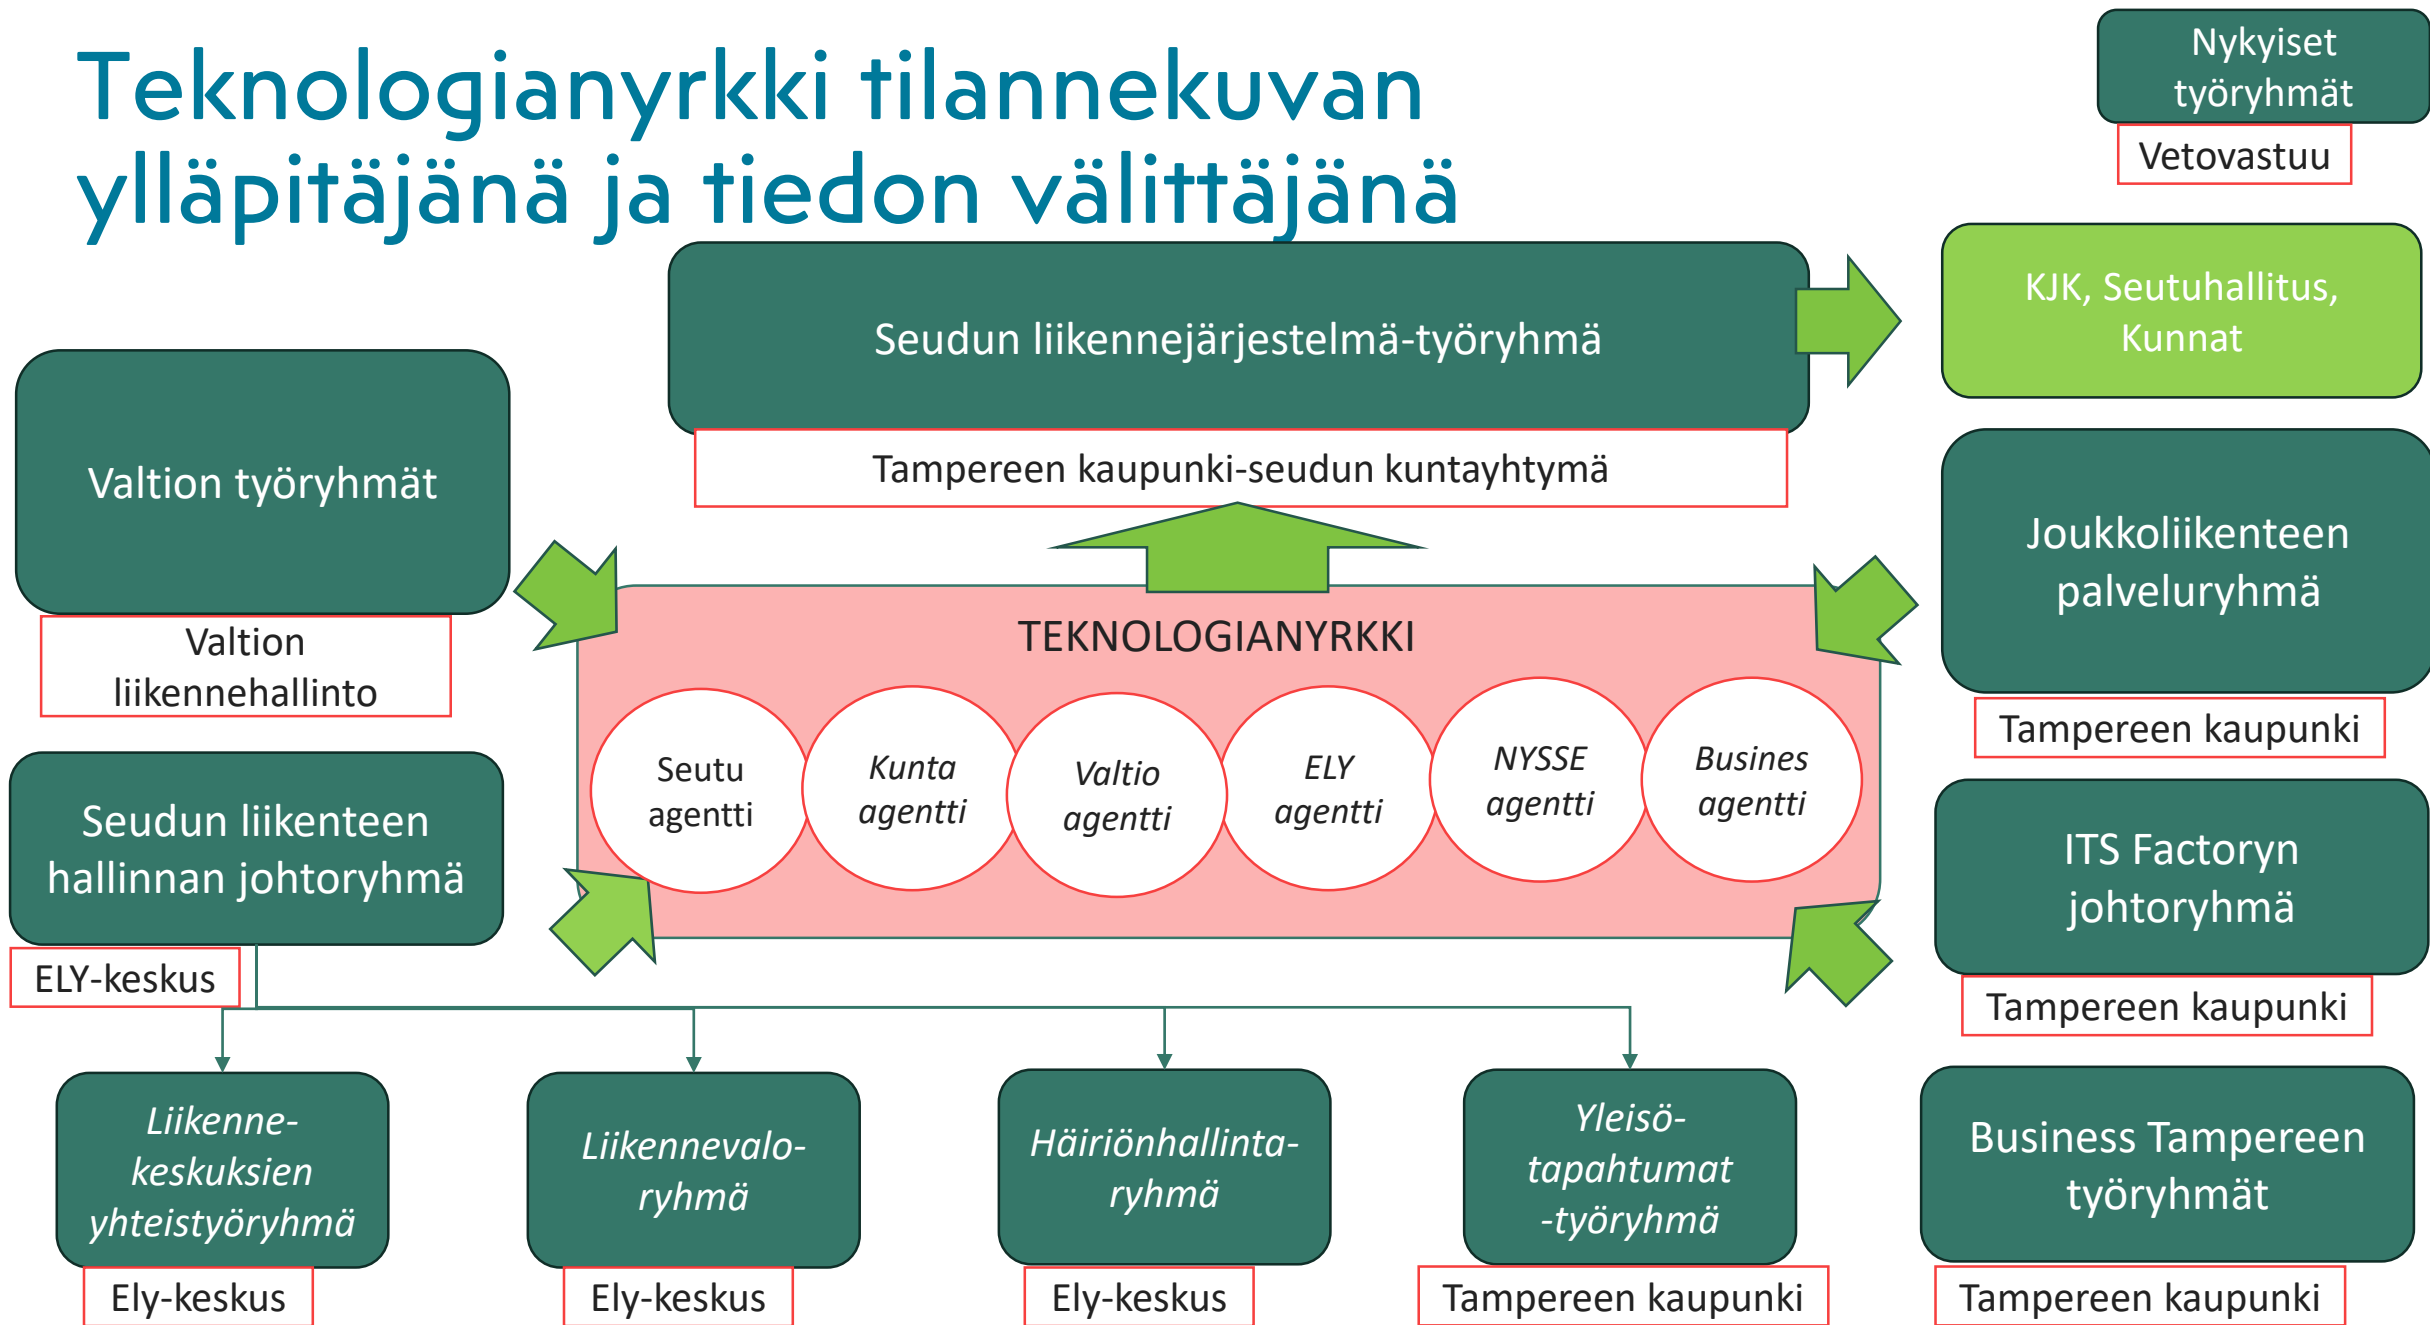 Teknologianyrkki tilannekuvan
ylläpitäjänä ja tiedon välittäjänä
Nykyiset
työryhmät
Vetovastuu
Seudun liikennejärjestelmä-työryhmä
Tampereen kaupunki-seudun kuntayhtymä
KJK, Seutuhallitus,
Kunnat
Valtion työryhmät
Valtion
liikennehallinto
Joukkoliikenteen
palveluryhmä
Tampereen kaupunki
TEKNOLOGIANYRKKI
Seutu
agentti
Kunta
agentti
Valtio
agentti
ELY
agentti
NYSSE
agentti
Busines
agentti
Seudun liikenteen
hallinnan johtoryhmä
ELY-keskus
ITS Factoryn
johtoryhmä
Tampereen kaupunki
Liikenne-
keskuksien
yhteistyöryhmä
Ely-keskus
Liikennevalo-
ryhmä
Ely-keskus
Häiriönhallinta-
ryhmä
Ely-keskus
Yleisö-
tapahtumat
-työryhmä
Tampereen kaupunki
Business Tampereen
työryhmät
Tampereen kaupunki